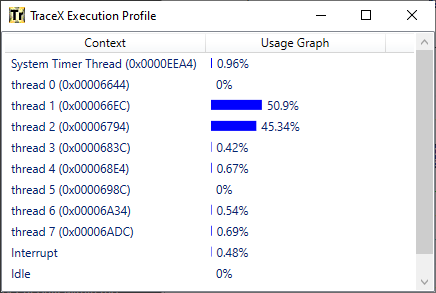 Tr TraceX Execution Profile
Context Usage Graph
System Timer Thread (0x0000EEA4) 0.96%
thread 0 (0x00006644) 0%
thread 1 (0x000066EC) 50.9%
thread 2 (0x00006794) 45.34%
thread 3 (0x0000683C) 0.42%
thread 4 (0x000068E4) 0.67%
thread 5 (0x0000698C) 0%
thread 6 (0x00006A34) 0.54%
thread 7 (0x00006ADC) 0.69%
Interrupt 0.48%
Idle 0%